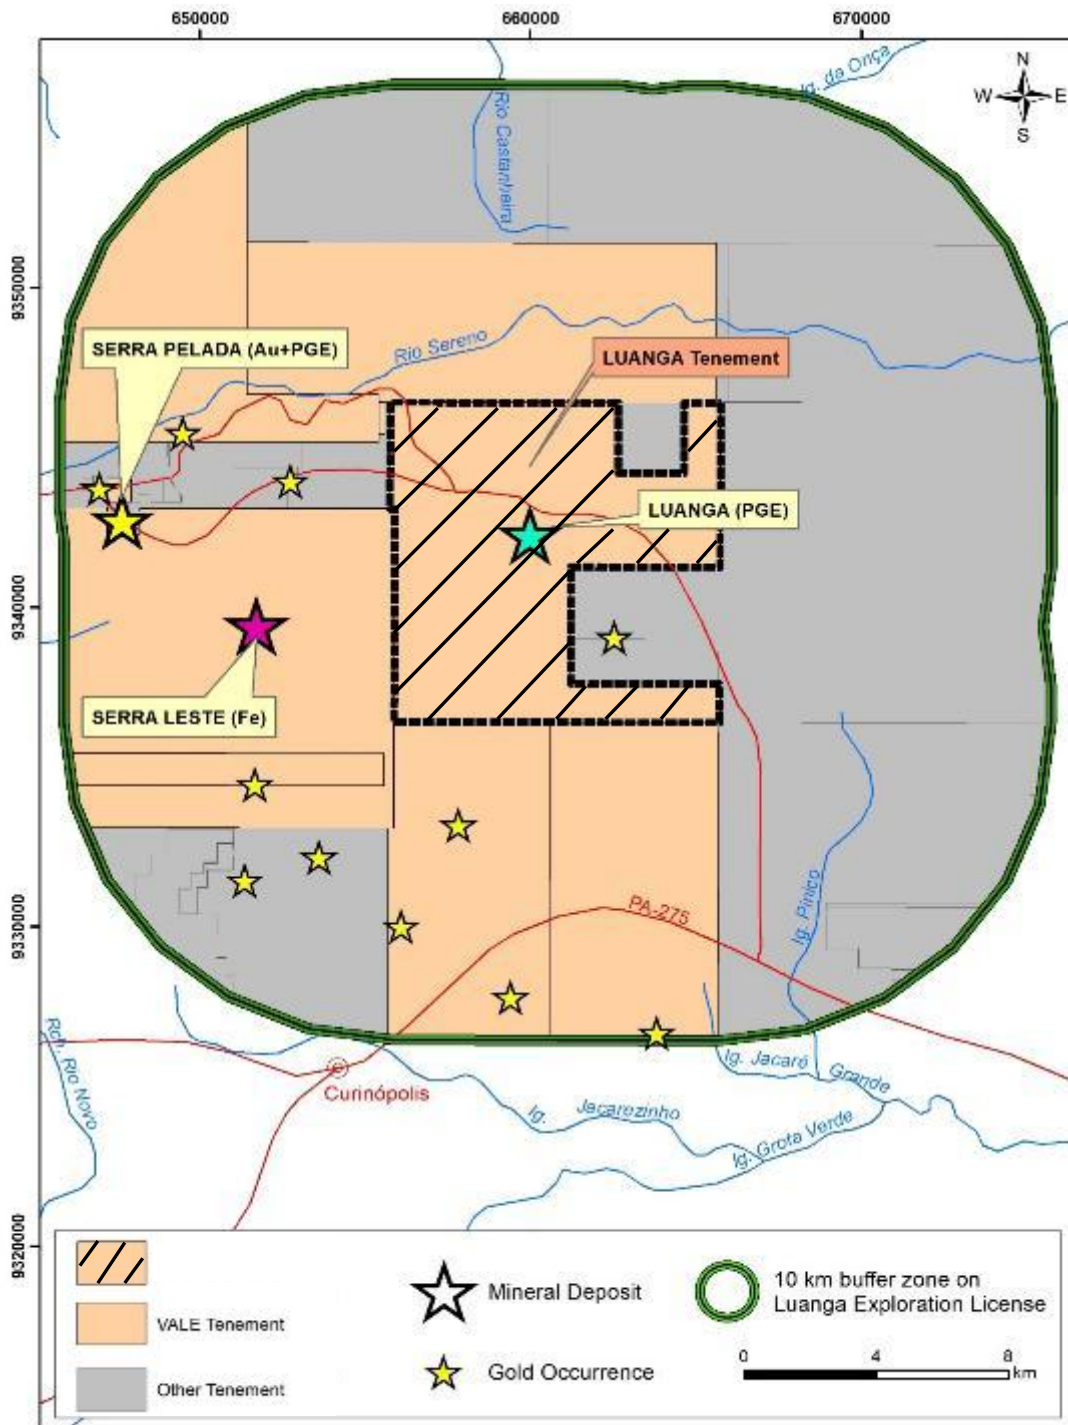 650000
660000
670000
Ig. da Onça
N
W
E
S
Rio Castanheira
9350000
SERRA PELADA (Au+PGE)
Rio Sereno
LUANGA Tenement
LUANGA (PGE)
9340000
SERRA LESTE (Fe)
PA-275
Ig. Pinico
9330000
Rch. Rio Novo
Ig. Jacaré Grande
Curinópolis
Ig. Jacarezinho
Ig. Grota Verde
9320000
Mineral Deposit
10 km buffer zone on
Luanga Exploration License
VALE Tenement
Gold Occurrence
0 4 8
km
Other Tenement